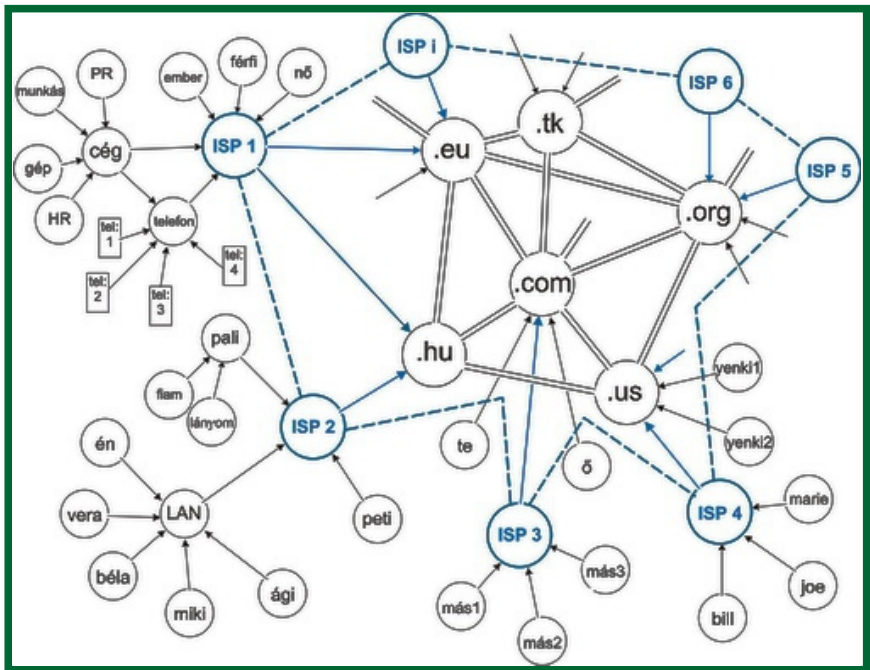 ISP i
.tk
ISP 6
PR
férfi
ember
nő
munkás
ISP 1
cég
.eu
ISP 5
gép
.org
HR
telefon
tel:
1
tel:
4
tel:
2
tel:
3
.com
pali
.hu
.us
yenki1
fiam
lányom
ISP 2
yenki2
te
ő
én
LAN
vera
peti
ISP 3
ISP 4
marie
béla
miki
ági
más1
más3
más2
bill
joe